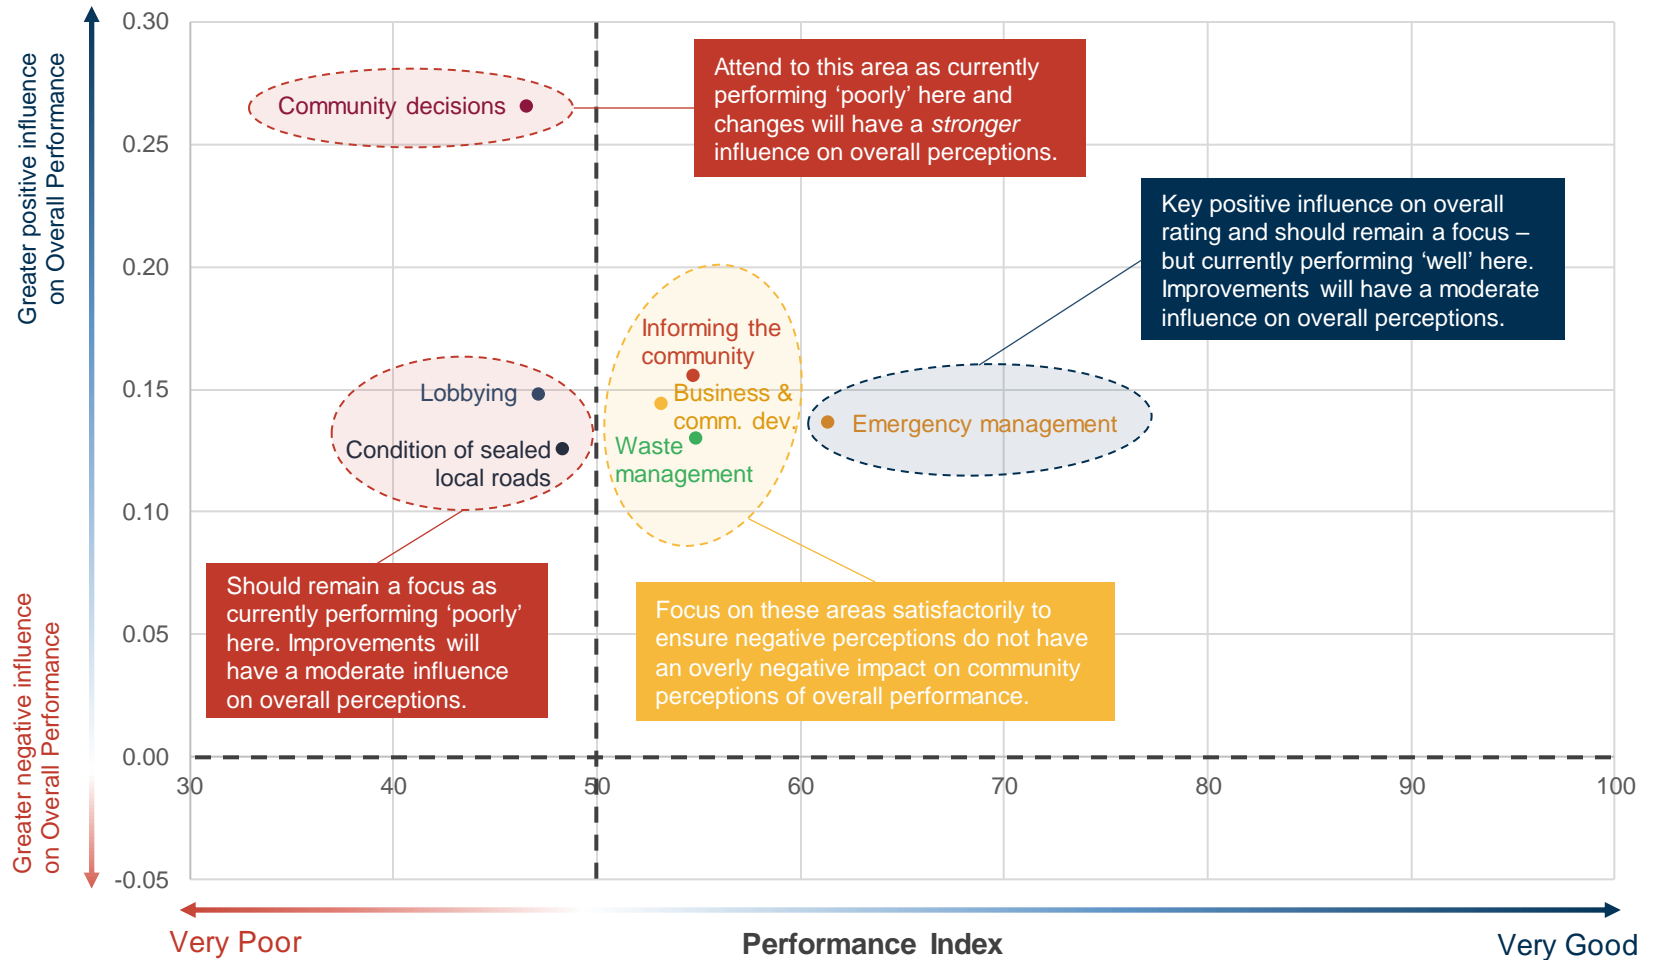 Greater positive influence
on Overall Performance
Greater negative influence
on Overall Performance
0.30
0.25
0.20
0.15
0.10
0.05
0.00
-0.05
Community decisions
Attend to this area as currently
performing ‘poorly’ here and
changes will have a stronger
influence on overall perceptions.
Key positive influence on overall
rating and should remain a focus –
but currently performing ‘well’ here.
Improvements will have a moderate
influence on overall perceptions.
Informing the
community
Lobbying
Business &
comm. dev.
Emergency management
Condition of sealed
local roads
Waste
management
Should remain a focus as
currently performing ‘poorly’
here. Improvements will
have a moderate influence
on overall perceptions.
Focus on these areas satisfactorily to
ensure negative perceptions do not have
an overly negative impact on community
perceptions of overall performance.
30
40
50
60
70
80
90
100
Very Poor
Performance Index
Very Good